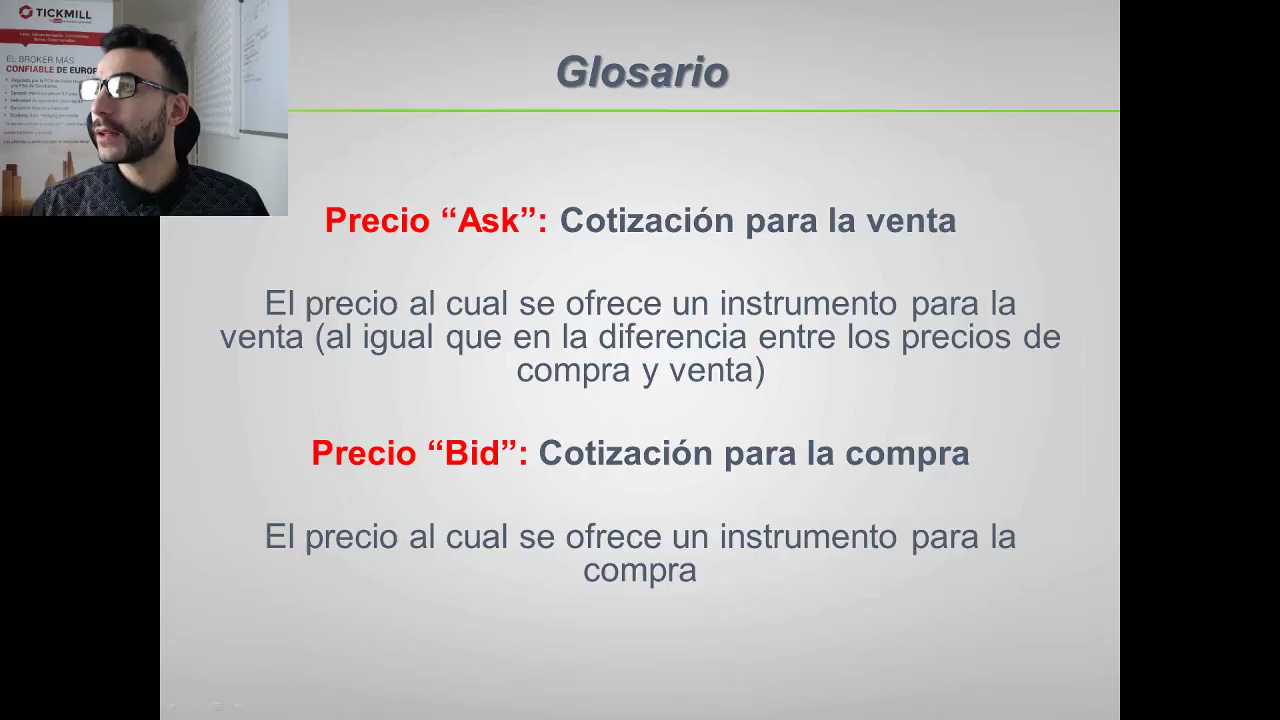 TICKMILL
EL BROKER MÁS
CONFIABLE DE EUROP
Glosario
Precio “Ask”: Cotización para la venta
El precio al cual se ofrece un instrumento para la
venta (al igual que en la diferencia entre los precios de
compra y venta)
Precio “Bid”: Cotización para la compra
El precio al cual se ofrece un instrumento para la
compra